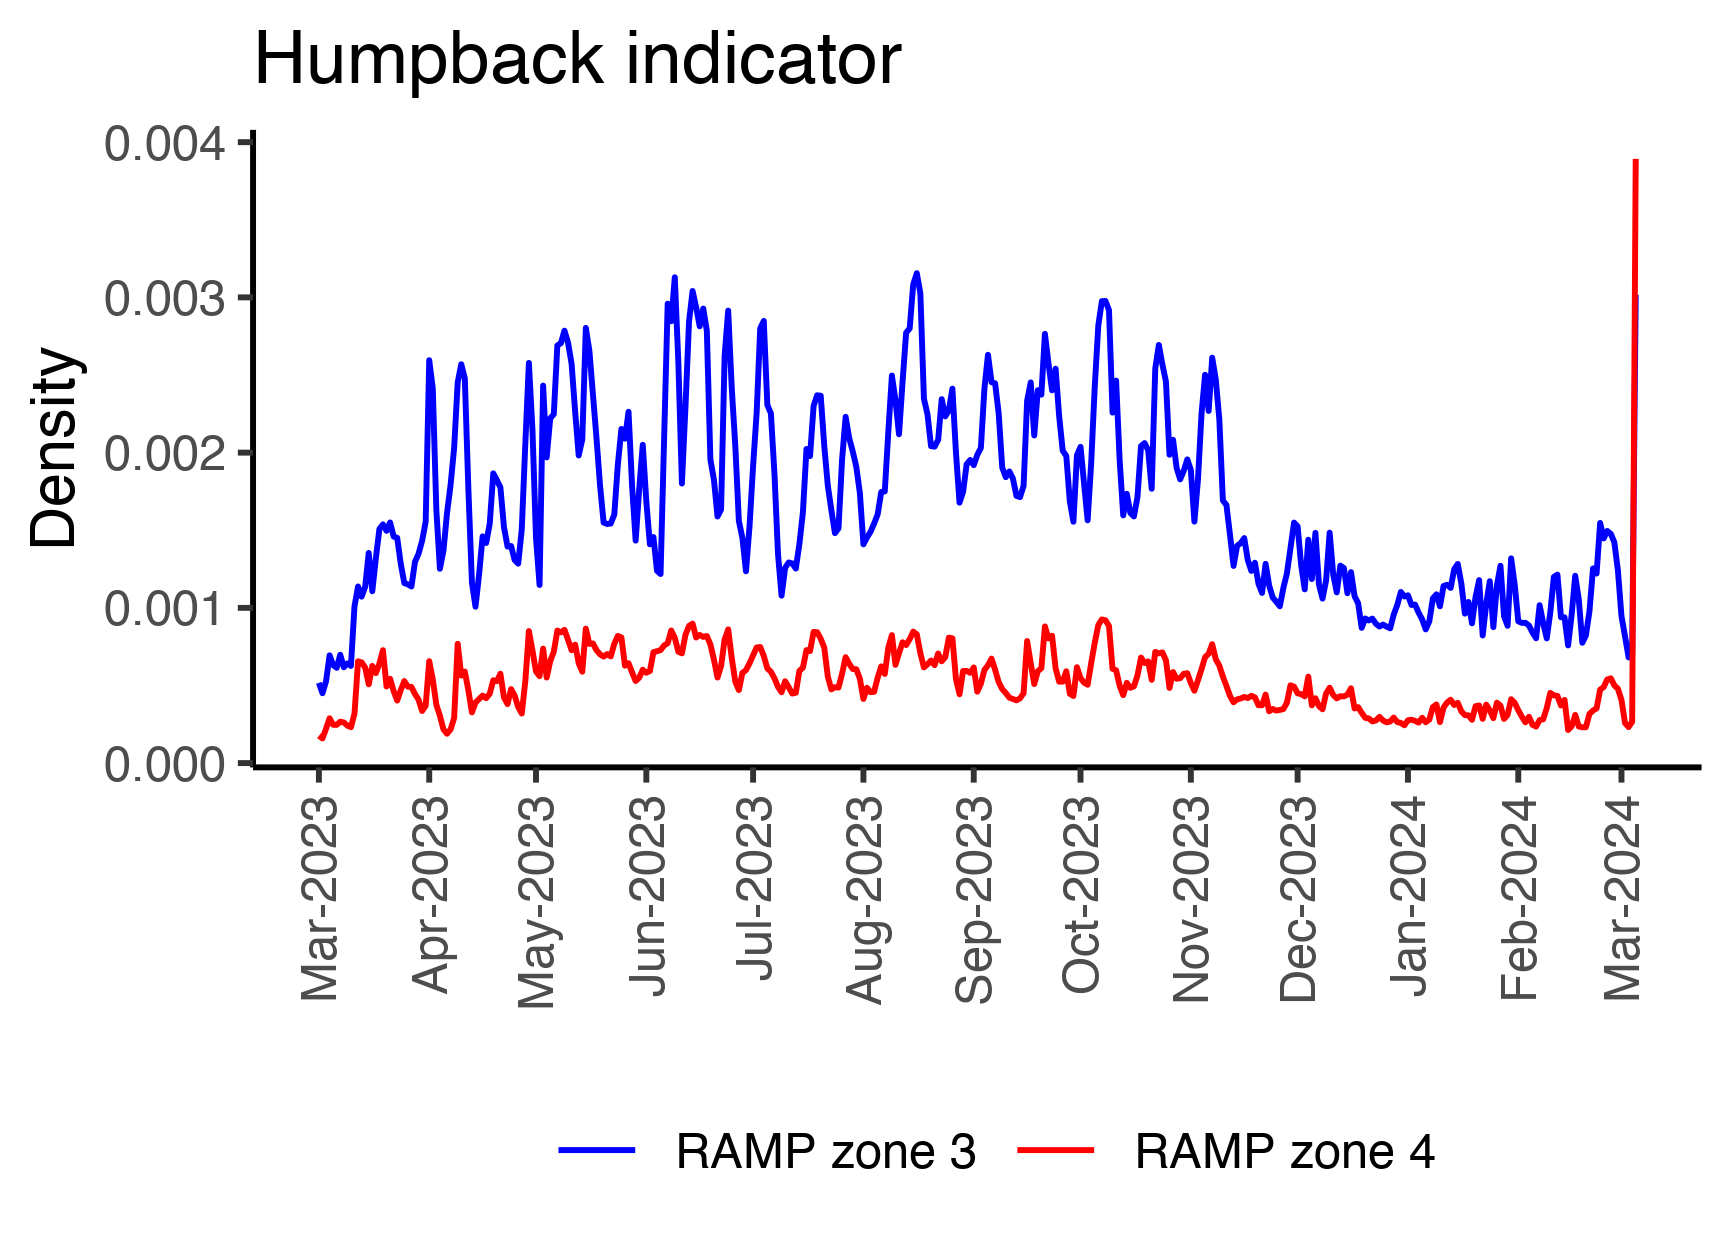 Humpback indicator
Density
0.004
0.003
0.002
0.001
0.000
Mar-2023
Apr-2023
May-2023
Jun-2023
Jul-2023
Aug-2023
Sep-2023
Oct-2023
Nov-2023
Dec-2023
Jan-2024
Feb-2024
Mar-2024
RAMP zone 3
RAMP zone 4